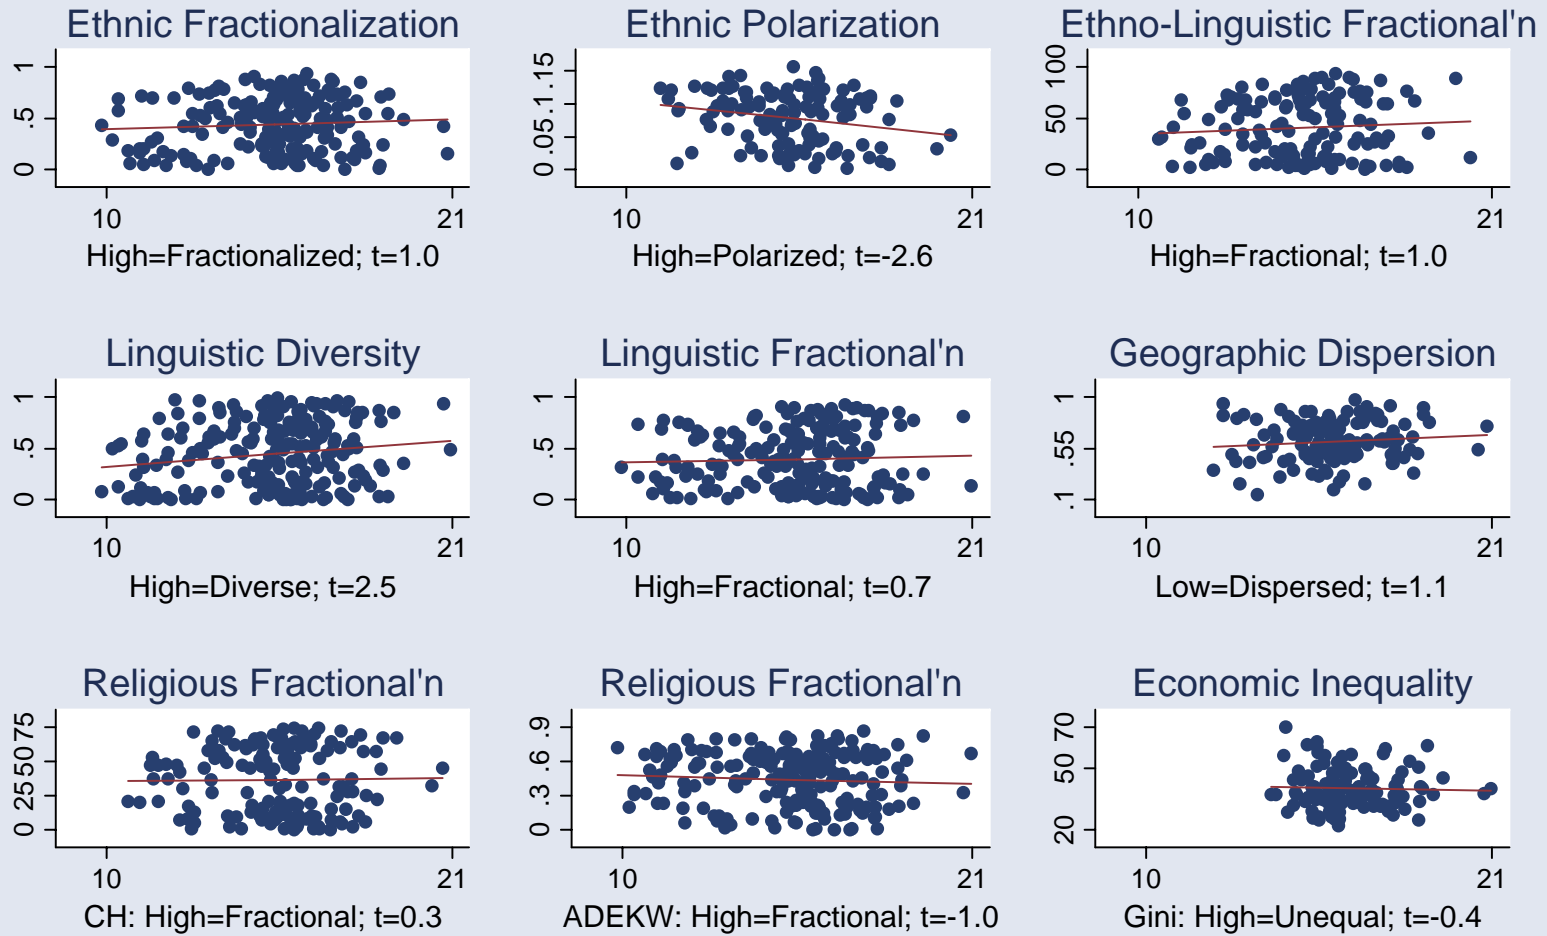 Ethnic Fractionalization
1
.5
0
10 21
High=Fractionalized; t=1.0
Ethnic Polarization
.15
.1
.05
0
10 21
High=Polarized; t=-2.6
Ethno-Linguistic Fractional'n
100
50
0
10 21
High=Fractional; t=1.0
Linguistic Diversity
1
.5
0
10 21
High=Diverse; t=2.5
Linguistic Fractional'n
1
.5
0
10 21
High=Fractional; t=0.7
Geographic Dispersion
1
.55
.1
10 21
Low=Dispersed; t=1.1
Religious Fractional'n
75
50
25
0
10 21
CH: High=Fractional; t=0.3
Religious Fractional'n
.9
.6
.3
0
10 21
ADEKW: High=Fractional; t=-1.0
Economic Inequality
70
50
20
10 21
Gini: High=Unequal; t=-0.4